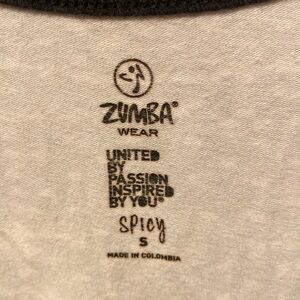 ZUMBA®
WEAR
UNITED
BY
PASSION
INSPIRED
BY YOU®
SPICY
S
MADE IN COLOMBIA